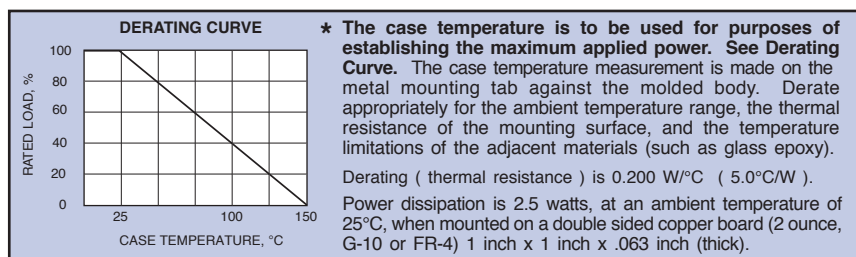 DERATING CURVE
RATED LOAD, %
100
80
60
40
20
0
25
100
150
CASE TEMPERATURE, °C
* The case temperature is to be used for purposes of
establishing the maximum applied power. See Derating
Curve. The case temperature measurement is made on the
metal mounting tab against the molded body. Derate
appropriately for the ambient temperature range, the thermal
resistance of the mounting surface, and the temperature
limitations of the adjacent materials (such as glass epoxy).
Derating ( thermal resistance ) is 0.200 W/°C ( 5.0°C/W ).
Power dissipation is 2.5 watts, at an ambient temperature of
25°C, when mounted on a double sided copper board (2 ounce,
G-10 or FR-4) 1 inch x 1 inch x .063 inch (thick).